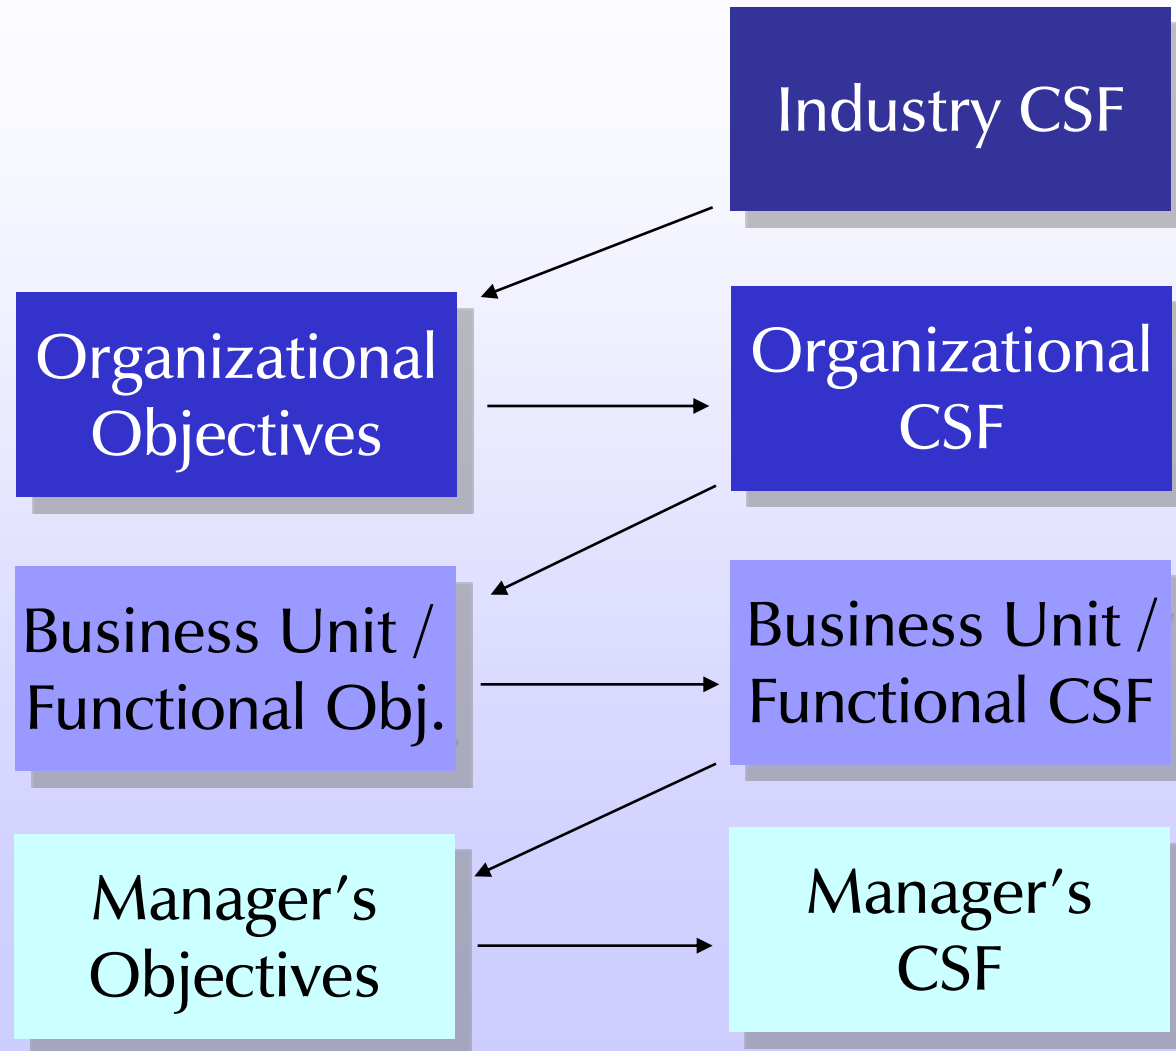 Industry CSF
Organizational
Objectives
Organizational
CSF
Business Unit /
Functional Obj.
Business Unit /
Functional CSF
Manager’s
Objectives
Manager’s
CSF